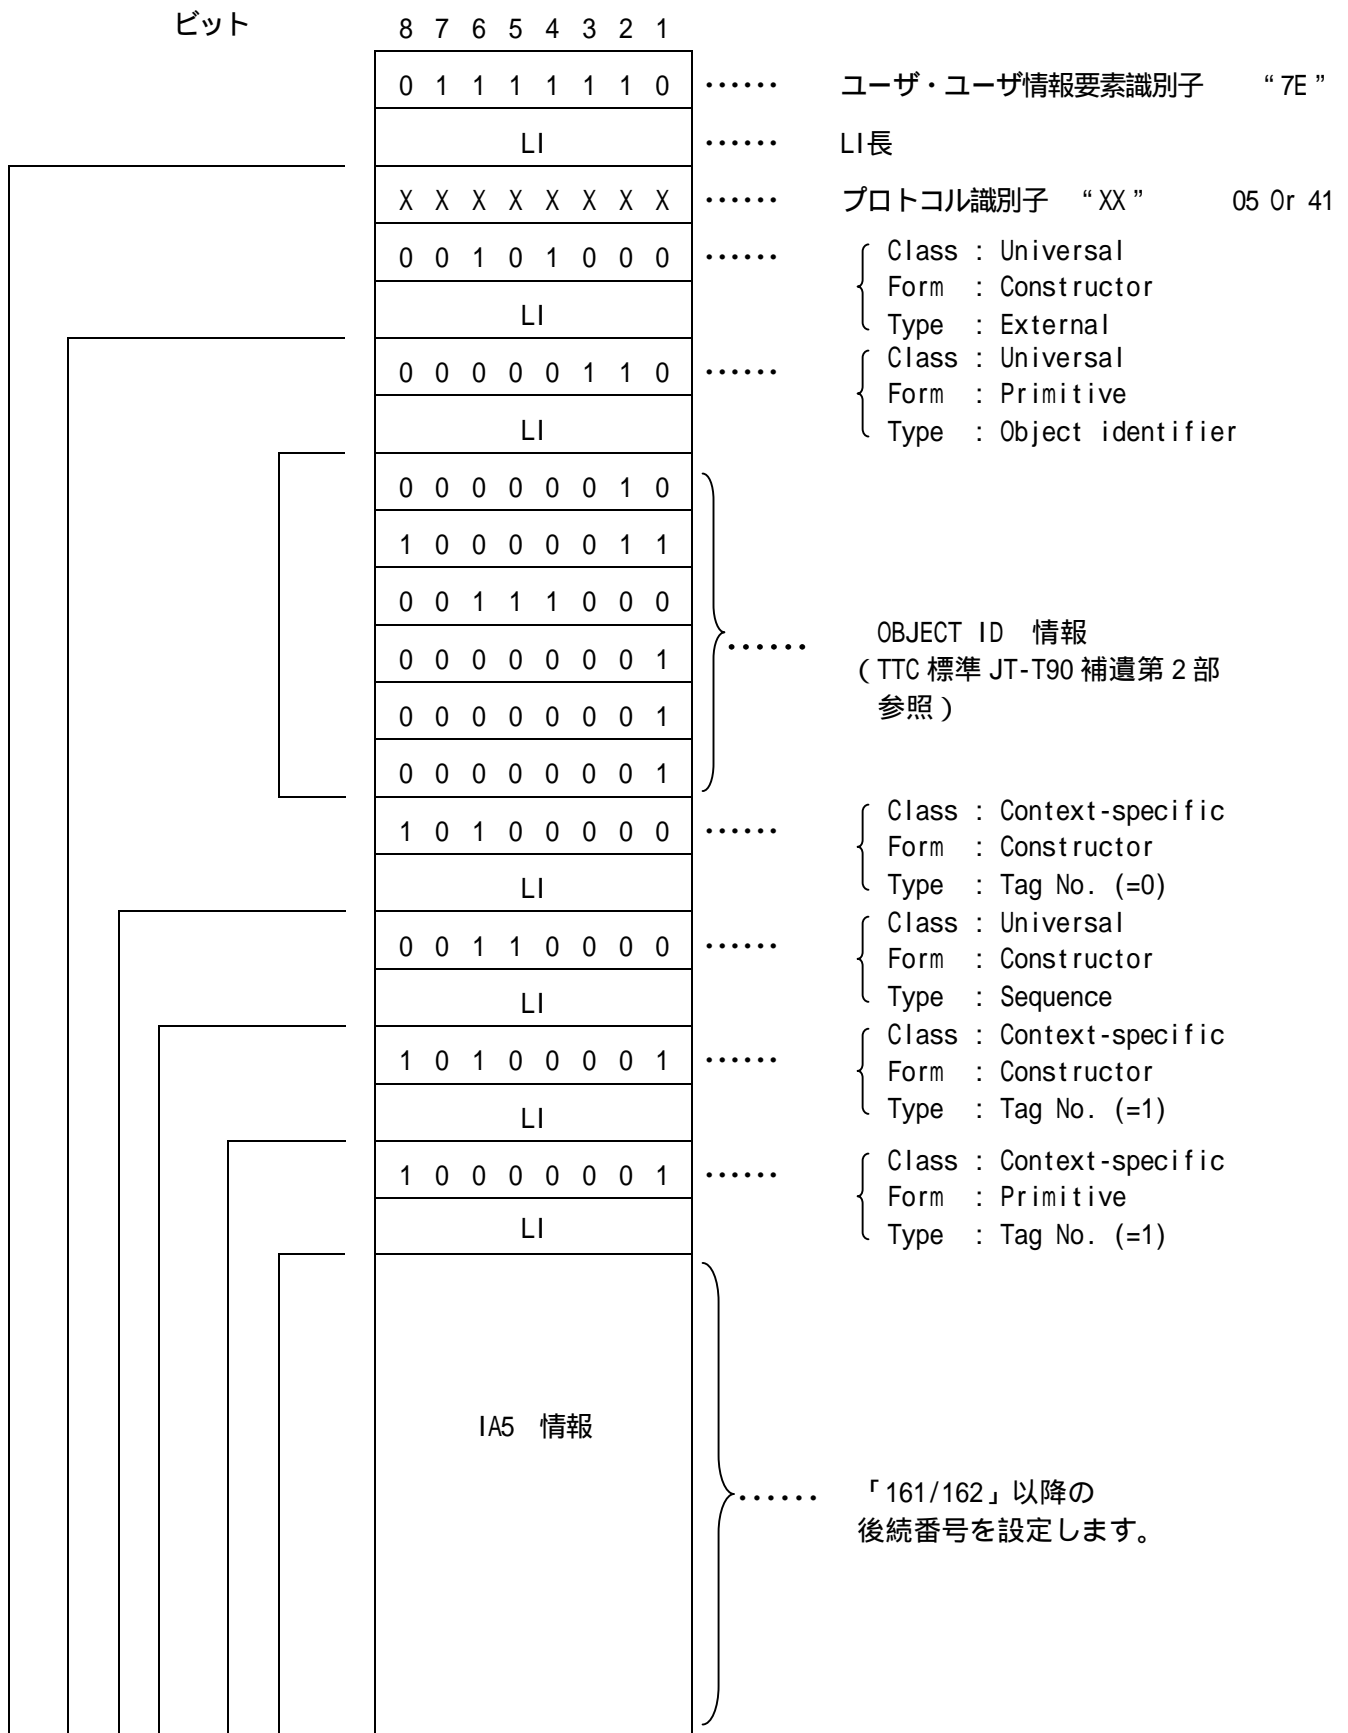 ビット 8 7 6 5 4 3 2 1
0 1 1 1 1 1 1 0 ･･････ ユーザ・ユーザ情報要素識別子 “7E”
LI ･･････ LI長
X X X X X X X X ･･････ プロトコル識別子 “XX” 05 Or 41
0 0 1 0 1 0 0 0 ･･････ Class : Universal
Form : Constructor
LI
Type : External
Class : Universal
0 0 0 0 0 1 1 0 ･･････
Form : Primitive
LI
Type : Object identifier
0 0 0 0 0 0 1 0
1 0 0 0 0 0 1 1
0 0 1 1 1 0 0 0
･･････ OBJECT ID 情報
0 0 0 0 0 0 0 1
(TTC 標準 JT-T90 補遺第 2 部
参照)
0 0 0 0 0 0 0 1
0 0 0 0 0 0 0 1
Class : Context-specific
1 0 1 0 0 0 0 0 ･･････
Form : Constructor
LI
Type : Tag No. (=0)
Class : Universal
0 0 1 1 0 0 0 0 ･･････
Form : Constructor
LI
Type : Sequence
Class : Context-specific
1 0 1 0 0 0 0 1 ･･････
Form : Constructor
LI
Type : Tag No. (=1)
Class : Context-specific
1 0 0 0 0 0 0 1 ･･････
Form : Primitive
LI
Type : Tag No. (=1)
IA5 情報
･･････ 「161/162」以降の
後続番号を設定します。